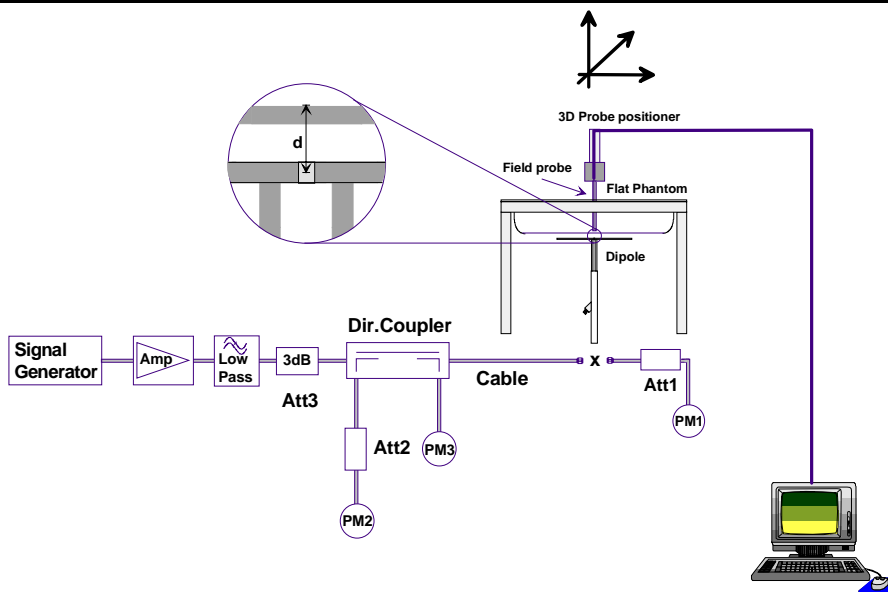 3D Probe positioner
d
Field probe
Flat Phantom
Dipole
Dir.Coupler
Signal
Generator
Amp
Low
Pass
3dB
Att3
Cable
x
Att1
PM1
Att2
PM3
PM2